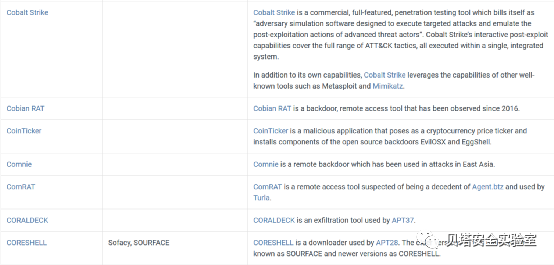 Cobalt Strike
Cobalt Strike is a commercial, full-featured, penetration testing tool which bills itself as
"adversary simulation software designed to execute targeted attacks and emulate the
post-exploitation actions of advanced threat actors". Cobalt Strike's interactive post-exploit
capabilities cover the full range of ATT&CK tactics, all executed within a single, integrated
system.
In addition to its own capabilities, Cobalt Strike leverages the capabilities of other well-
known tools such as Metasploit and Mimikatz.
Cobian RAT
Cobian RAT is a backdoor, remote access tool that has been observed since 2016.
CoinTicker
CoinTicker is a malicious application that poses as a cryptocurrency price ticker and
installs components of the open source backdoors EvilOSX and EggShell.
Comnie
Comnie is a remote backdoor which has been used in attacks in East Asia.
ComRAT
ComRAT is a remote access tool suspected of being a decedent of Agent.btz and used by
Turla.
CORALDECK
CORALDECK is an exfiltration tool used by APT37.
CORESHELL
Sofacy, SOURFACE
CORESHELL is a downloader used by APT28. The
known as SOURFACE and newer versions as CORESHELL.
贝塔安全实验室